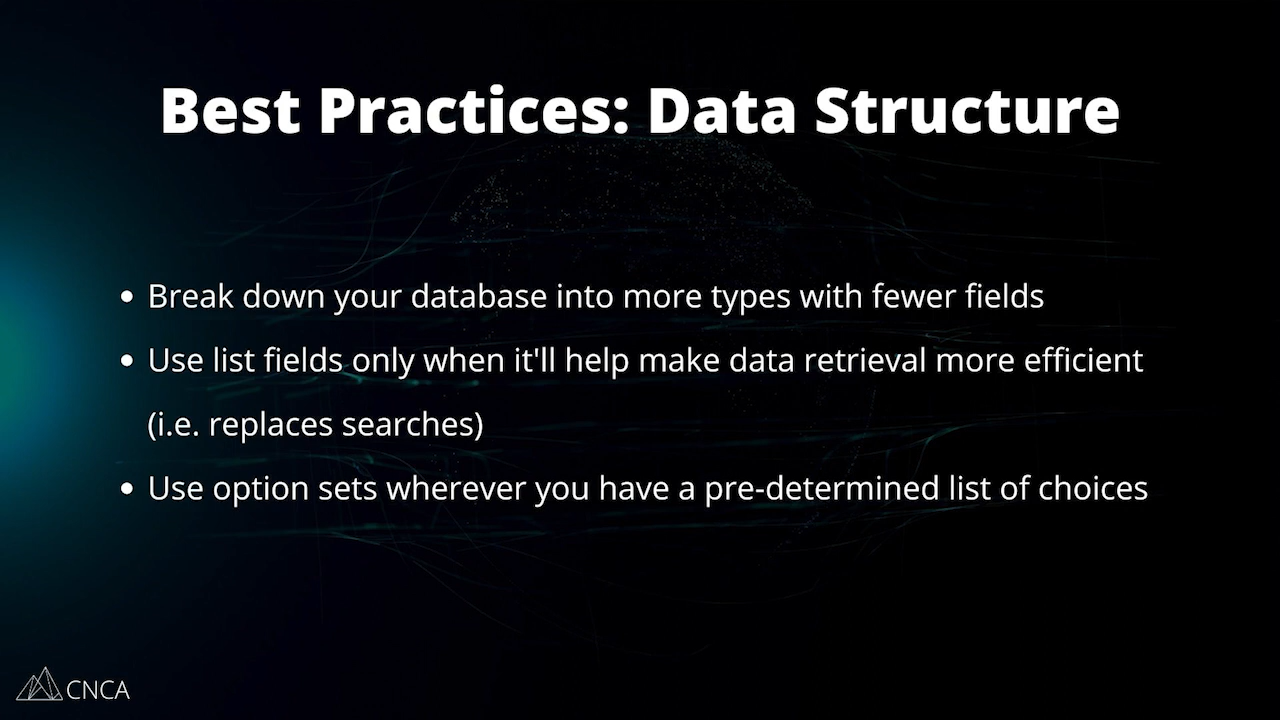 Best Practices: Data Structure
• Break down your database into more types with fewer fields
• Use list fields only when it'll help make data retrieval more efficient
(i.e. replaces searches)
• Use option sets wherever you have a pre-determined list of choices
CNCA